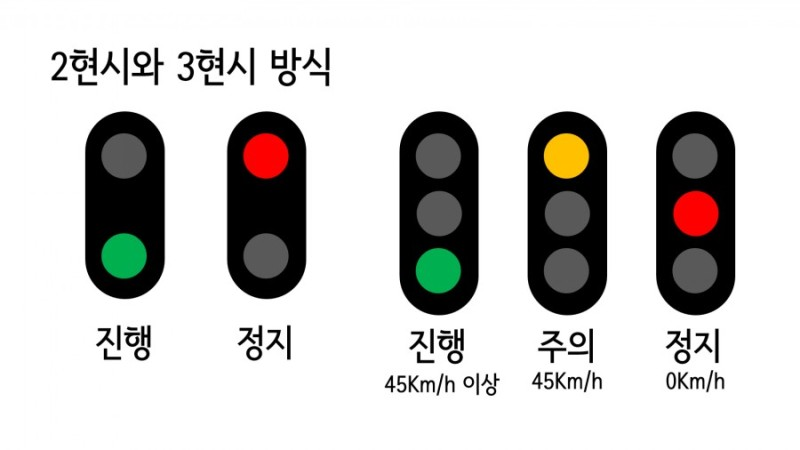 2현시와 3현시 방식
진행
정지
진행
45Km/h 이상
주의
45Km/h
정지
0Km/h